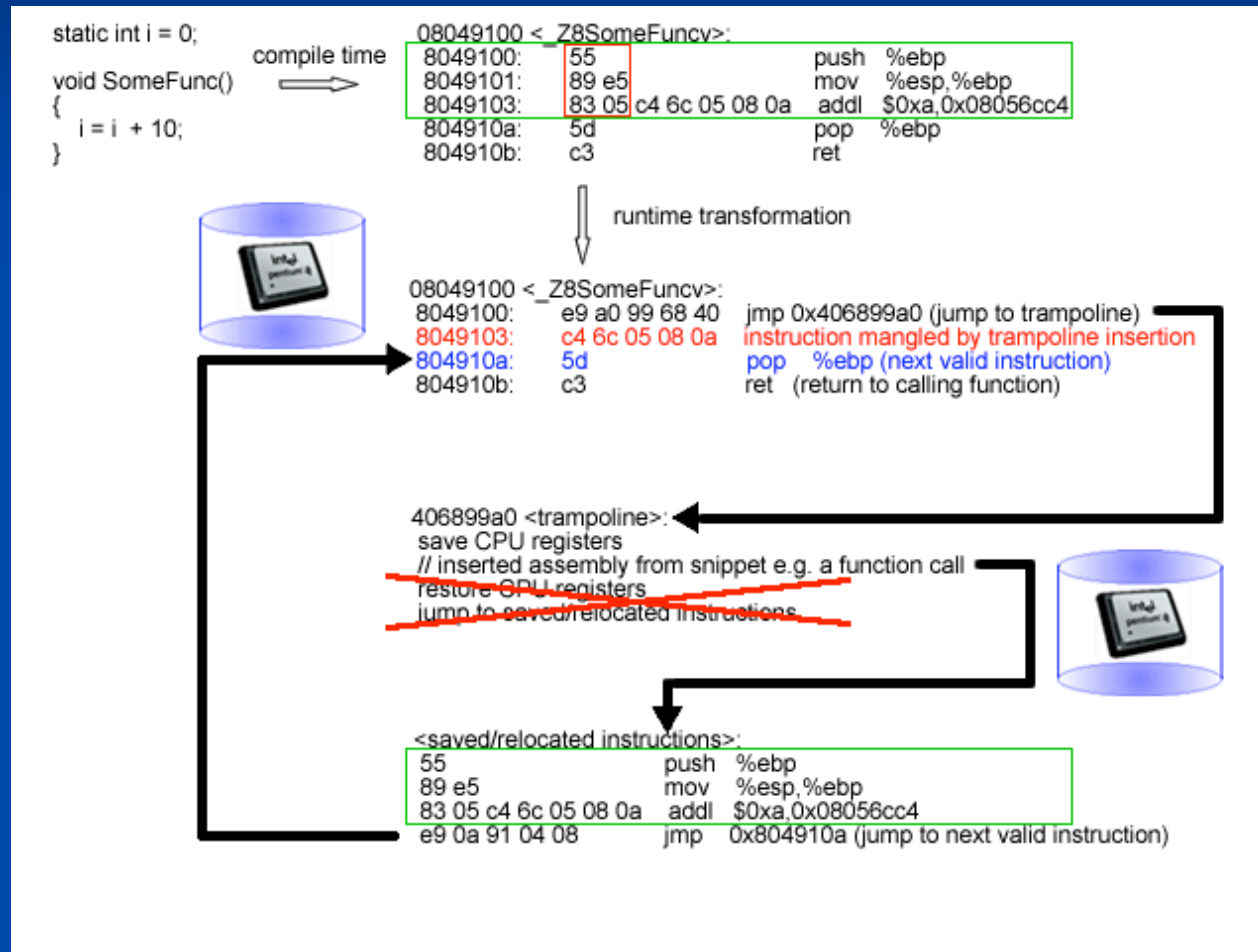 static int i = 0;
compile time
void SomeFunc()
{
i = i + 10;
}
08049100 <_Z8SomeFuncv>:
8049100: 55 push %ebp
8049101: 89 e5 mov %esp,%ebp
8049103: 83 05 c4 6c 05 08 0a addl $0xa,0x08056cc4
804910a: 5d pop %ebp
804910b: c3 ret
runtime transformation
intel
pentium 4
08049100 <_Z8SomeFuncv>:
8049100: e9 a0 99 68 40 jmp 0x406899a0 (jump to trampoline)
8049103: c4 6c 05 08 0a instruction mangled by trampoline insertion
804910a: 5d pop %ebp (next valid instruction)
804910b: c3 ret (return to calling function)
406899a0 <trampoline>:
save CPU registers
// inserted assembly from snippet e.g. a function call
restore CPU registers
jump to saved/relocated instructions
intel
pentium 4
<saved/relocated instructions>:
55 push %ebp
89 e5 mov %esp,%ebp
83 05 c4 6c 05 08 0a addl $0xa,0x08056cc4
e9 0a 91 04 08 jmp 0x804910a (jump to next valid instruction)